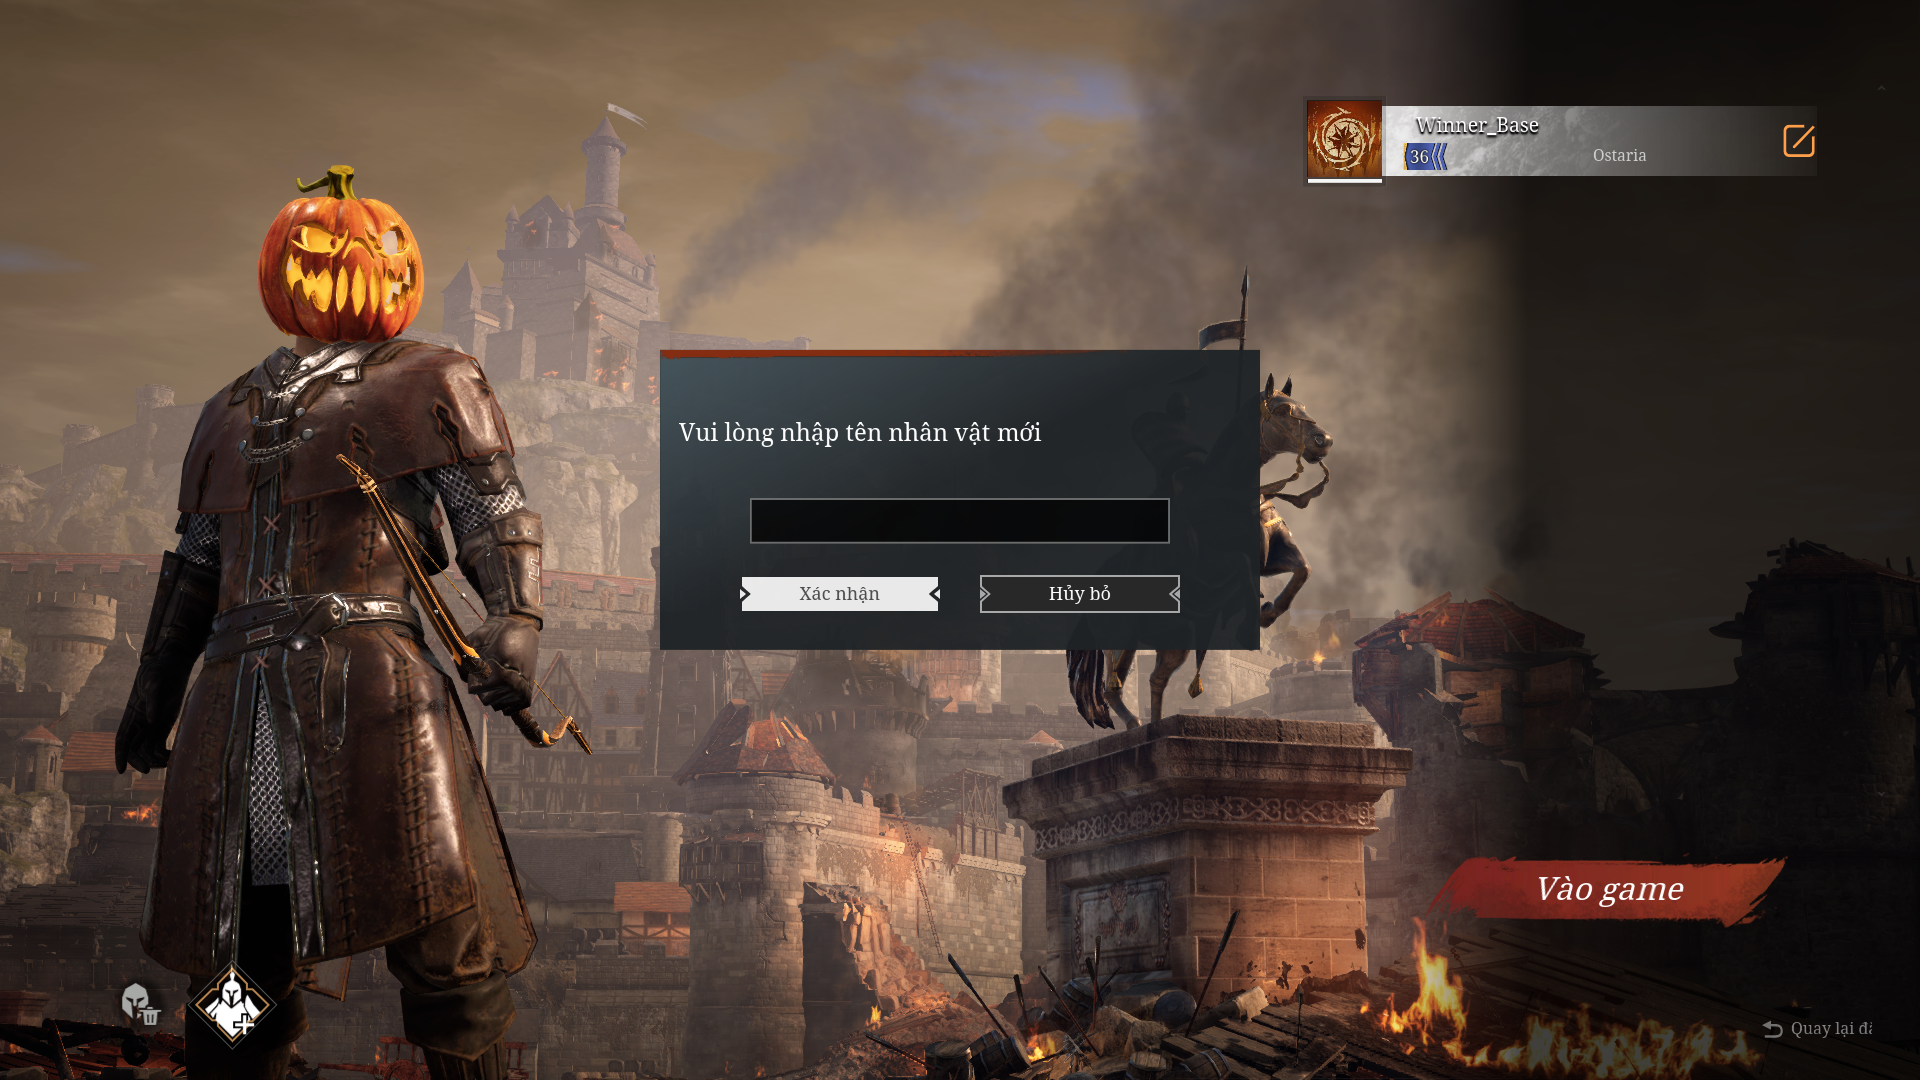 Winner_Base
36
Ostaria
Vui lòng nhập tên nhân vật mới
Xác nhận
Hủy bỏ
Vào game
Quay lại